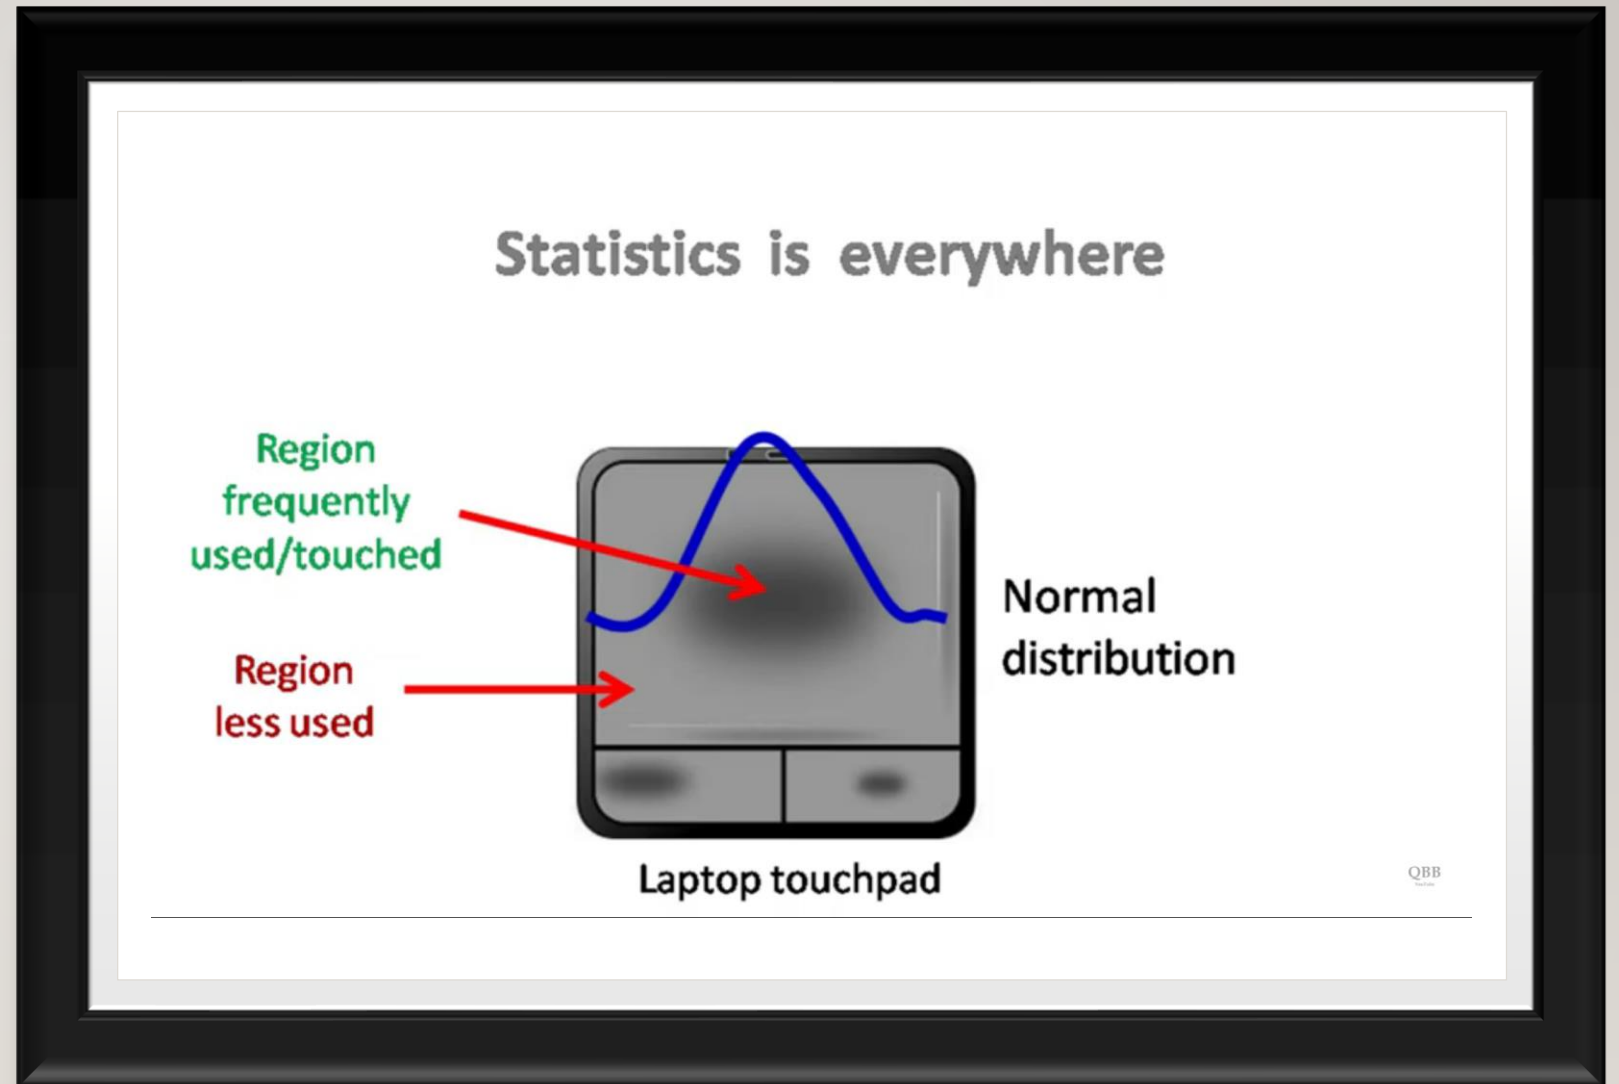 Statistics is everywhere
Region
frequently
used/touched
Region
less used
Normal
distribution
Laptop touchpad
QBB